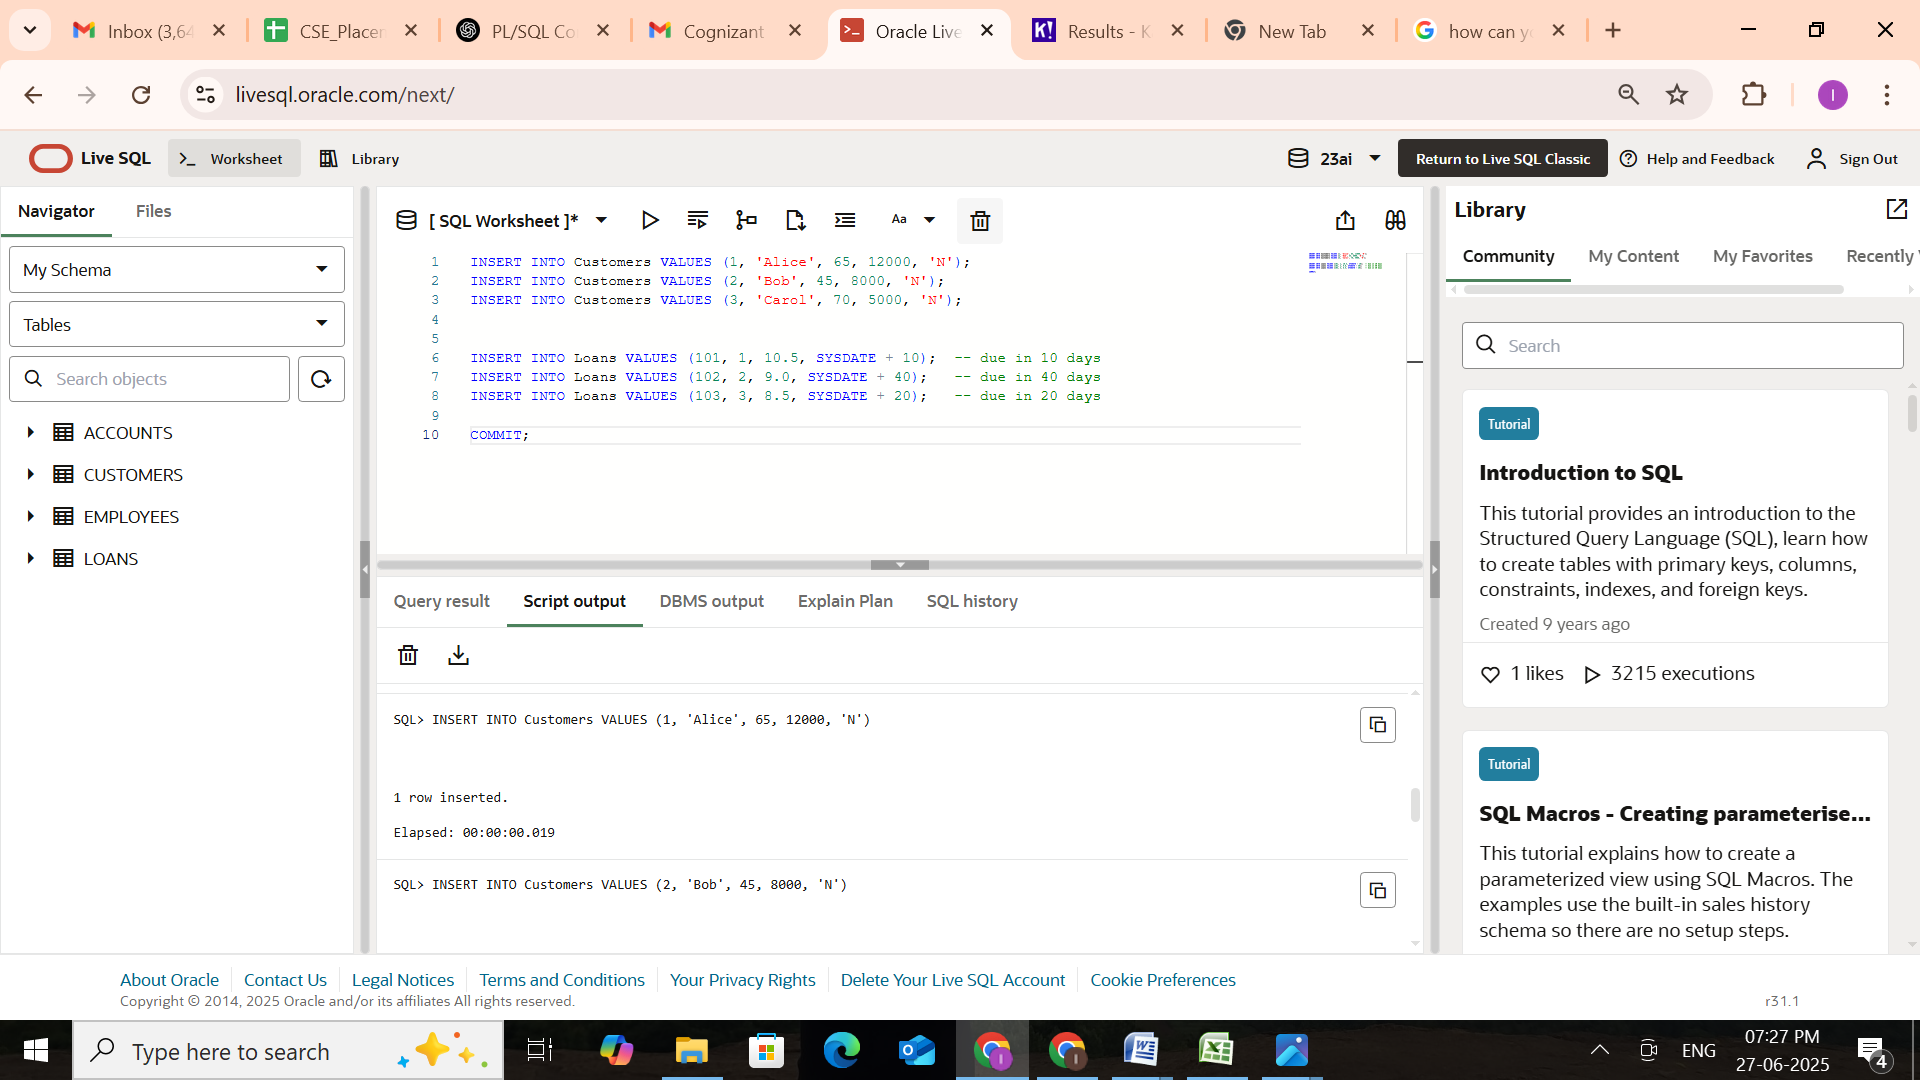 Inbox (3,64
CSE_Placem
PL/SQL Co
Cognizant
Oracle Live
Results - K
New Tab
how can yo
livesql.oracle.com/next/
Live SQL
Worksheet
Library
23ai
Return to Live SQL Classic
Help and Feedback
Sign Out
Navigator
Files
My Schema
Tables
Search objects
ACCOUNTS
CUSTOMERS
EMPLOYEES
LOANS
[ SQL Worksheet ]*
Aa
1 INSERT INTO Customers VALUES (1, 'Alice', 65, 12000, 'N');
2 INSERT INTO Customers VALUES (2, 'Bob', 45, 8000, 'N');
3 INSERT INTO Customers VALUES (3, 'Carol', 70, 5000, 'N');
4
5
6 INSERT INTO Loans VALUES (101, 1, 10.5, SYSDATE + 10);  -- due in 10 days
7 INSERT INTO Loans VALUES (102, 2, 9.0, SYSDATE + 40);   -- due in 40 days
8 INSERT INTO Loans VALUES (103, 3, 8.5, SYSDATE + 20);   -- due in 20 days
9
10 COMMIT;
Query result
Script output
DBMS output
Explain Plan
SQL history
SQL> INSERT INTO Customers VALUES (1, 'Alice', 65, 12000, 'N')
1 row inserted.
Elapsed: 00:00:00.019
SQL> INSERT INTO Customers VALUES (2, 'Bob', 45, 8000, 'N')
Library
Community
My Content
My Favorites
Recently
Search
Tutorial
Introduction to SQL
This tutorial provides an introduction to the
Structured Query Language (SQL), learn how
to create tables with primary keys, columns,
constraints, indexes, and foreign keys.
Created 9 years ago
1 likes
3215 executions
Tutorial
SQL Macros - Creating parameterise...
This tutorial explains how to create a
parameterized view using SQL Macros. The
examples use the built-in sales history
schema so there are no setup steps.
About Oracle
Contact Us
Legal Notices
Terms and Conditions
Your Privacy Rights
Delete Your Live SQL Account
Cookie Preferences
Copyright © 2014, 2025 Oracle and/or its affiliates All rights reserved.
r31.1
Type here to search
ENG
07:27 PM
27-06-2025
4